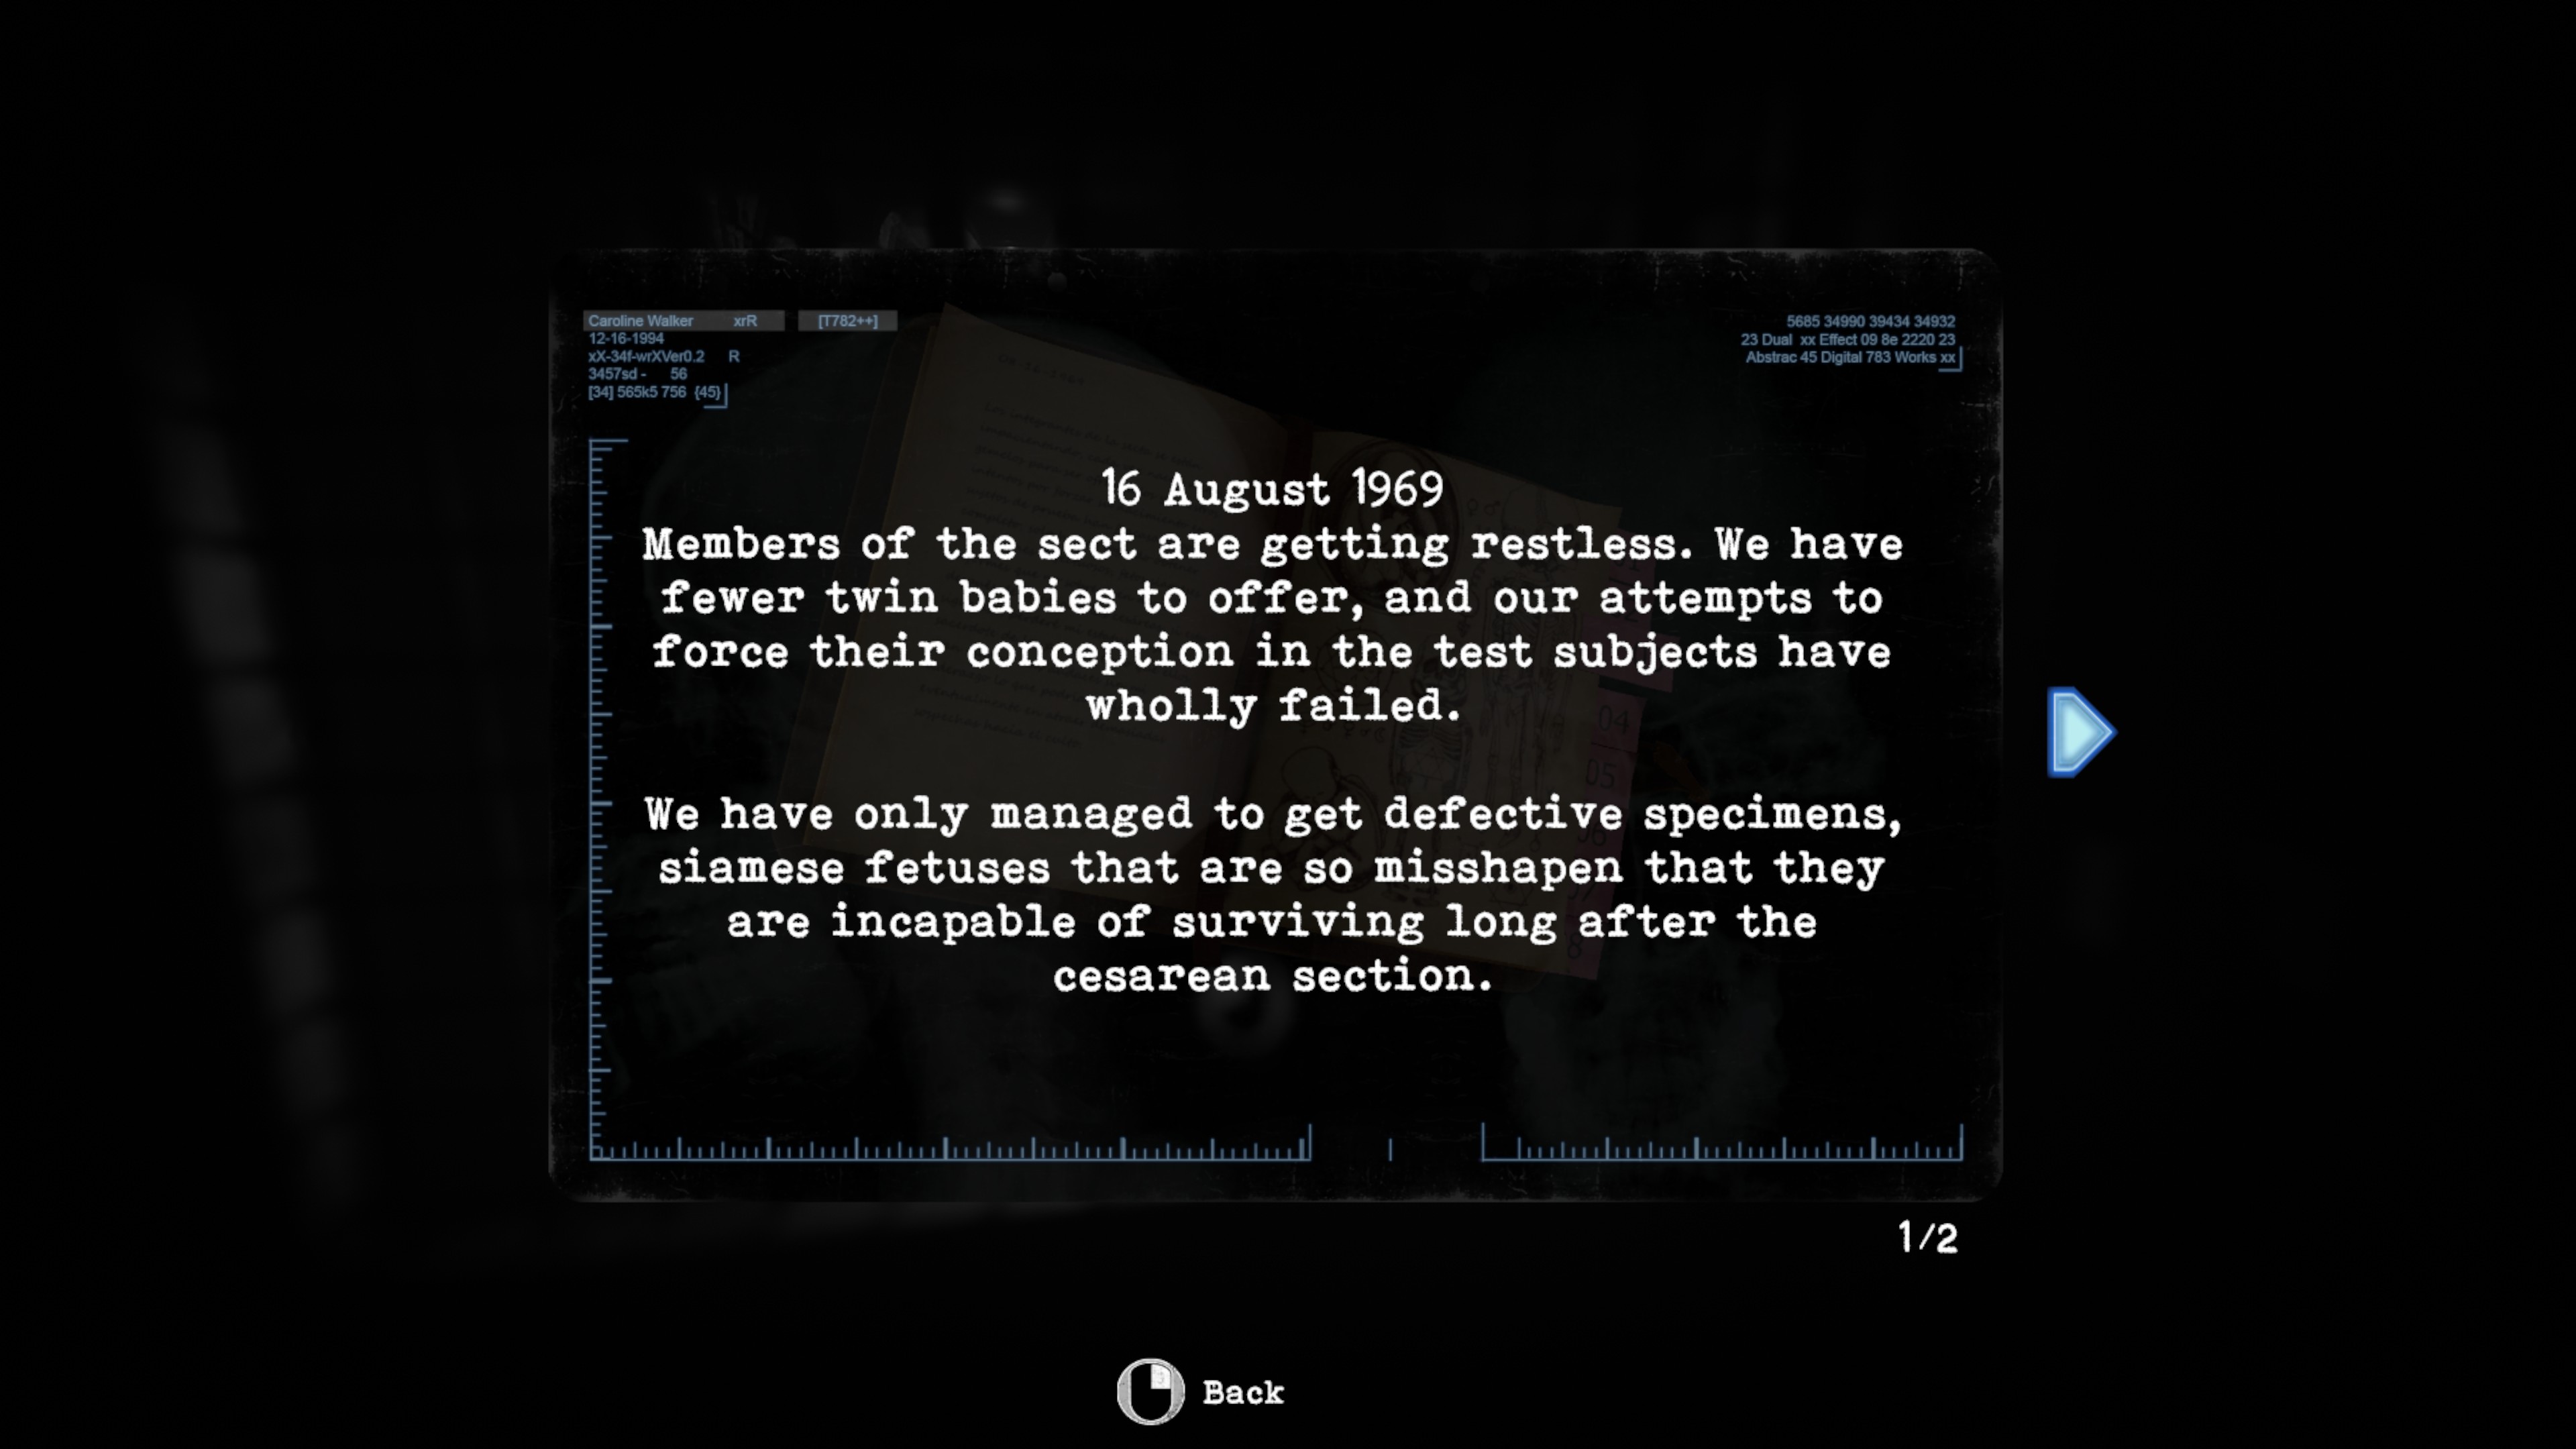 Caroline Walker xrR [T782++]
12-16-1994
xX-34f-wrXVer0.2 R
3457sd - 56
[34] 565k5 756 {45}
5685 34990 39434 34932
23 Dual xx Effect 09 8e 2220 23
Abstrac 45 Digital 783 Works xx
16 August 1969
Members of the sect are getting restless. We have
fewer twin babies to offer, and our attempts to
force their conception in the test subjects have
wholly failed.
We have only managed to get defective specimens,
siamese fetuses that are so misshapen that they
are incapable of surviving long after the
cesarean section.
04
05
1/2
Back